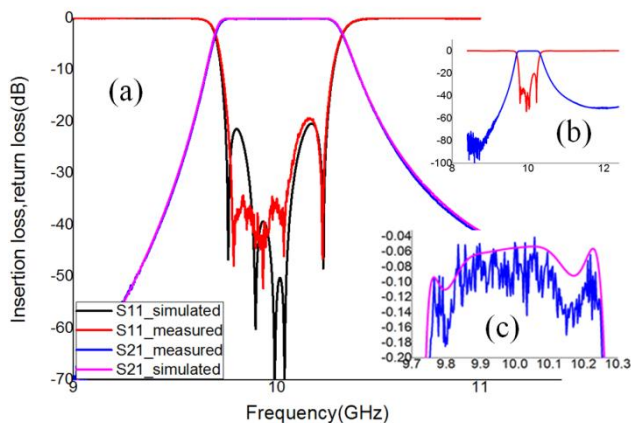 0
-10
-20
-30
-40
-50
-60
-70
Insertion loss,return loss(dB)
9
10
11
Frequency(GHz)
(a)
S11_simulated
S11_measured
S21_measured
S21_simulated
0
-20
-40
-60
-80
-100
8
10
12
(b)
-0.04
-0.06
-0.08
-0.10
-0.12
-0.14
-0.16
-0.18
-0.20
9.7 9.8 9.9 10.0 10.1 10.2 10.3
(c)